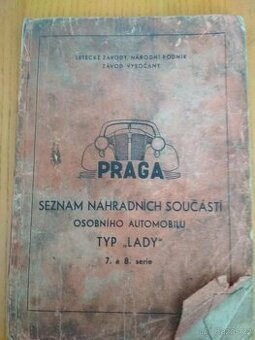 LETECKÉ ZÁVODY, NÁRODNÍ PODNIK
ZÁVOD VYSOČANY
PRAGA
SEZNAM NÁHRADNÍCH SOUČÁSTÍ
OSOBNÍHO AUTOMOBILU
TYP „LADY"
7. a 8. serie